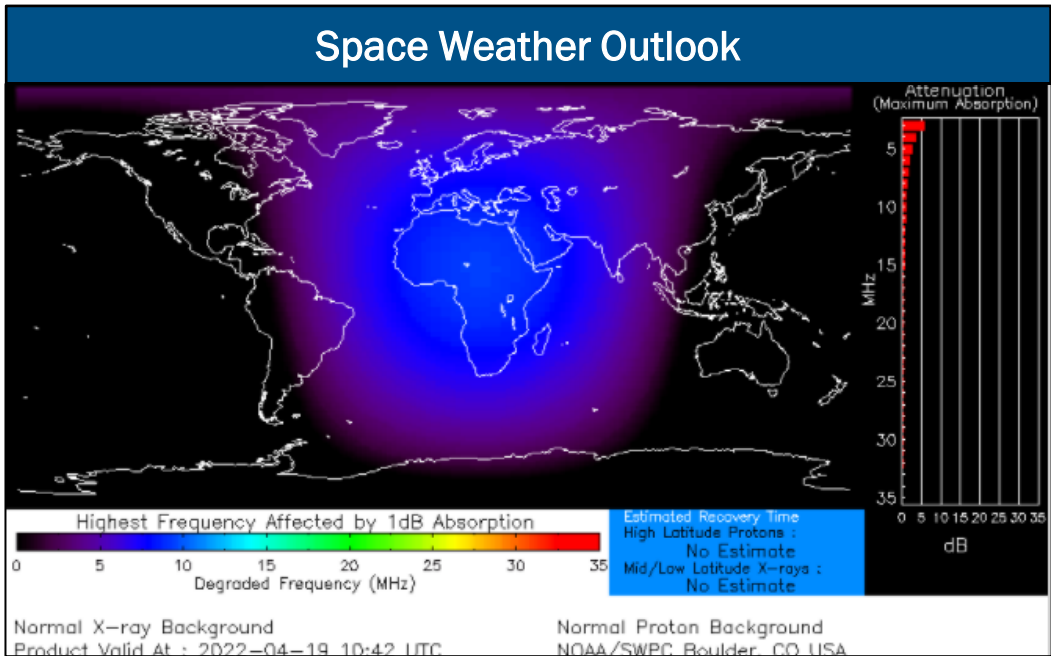 Space Weather Outlook
Attenuation
(Maximum Absorption)
5
10
15
20
25
30
35
MHz
0 5 10 15 20 25 30 35
dB
Highest Frequency Affected by 1dB Absorption
0 5 10 15 20 25 30 35
Degraded Frequency (MHz)
Estimated Recovery Time
High Latitude Protons :
No Estimate
Mid/Low Latitude X-rays :
No Estimate
Normal X-ray Background
Product Valid At : 2022-04-19 10:42 UTC
Normal Proton Background
NOAA/SWPC Boulder, CO USA